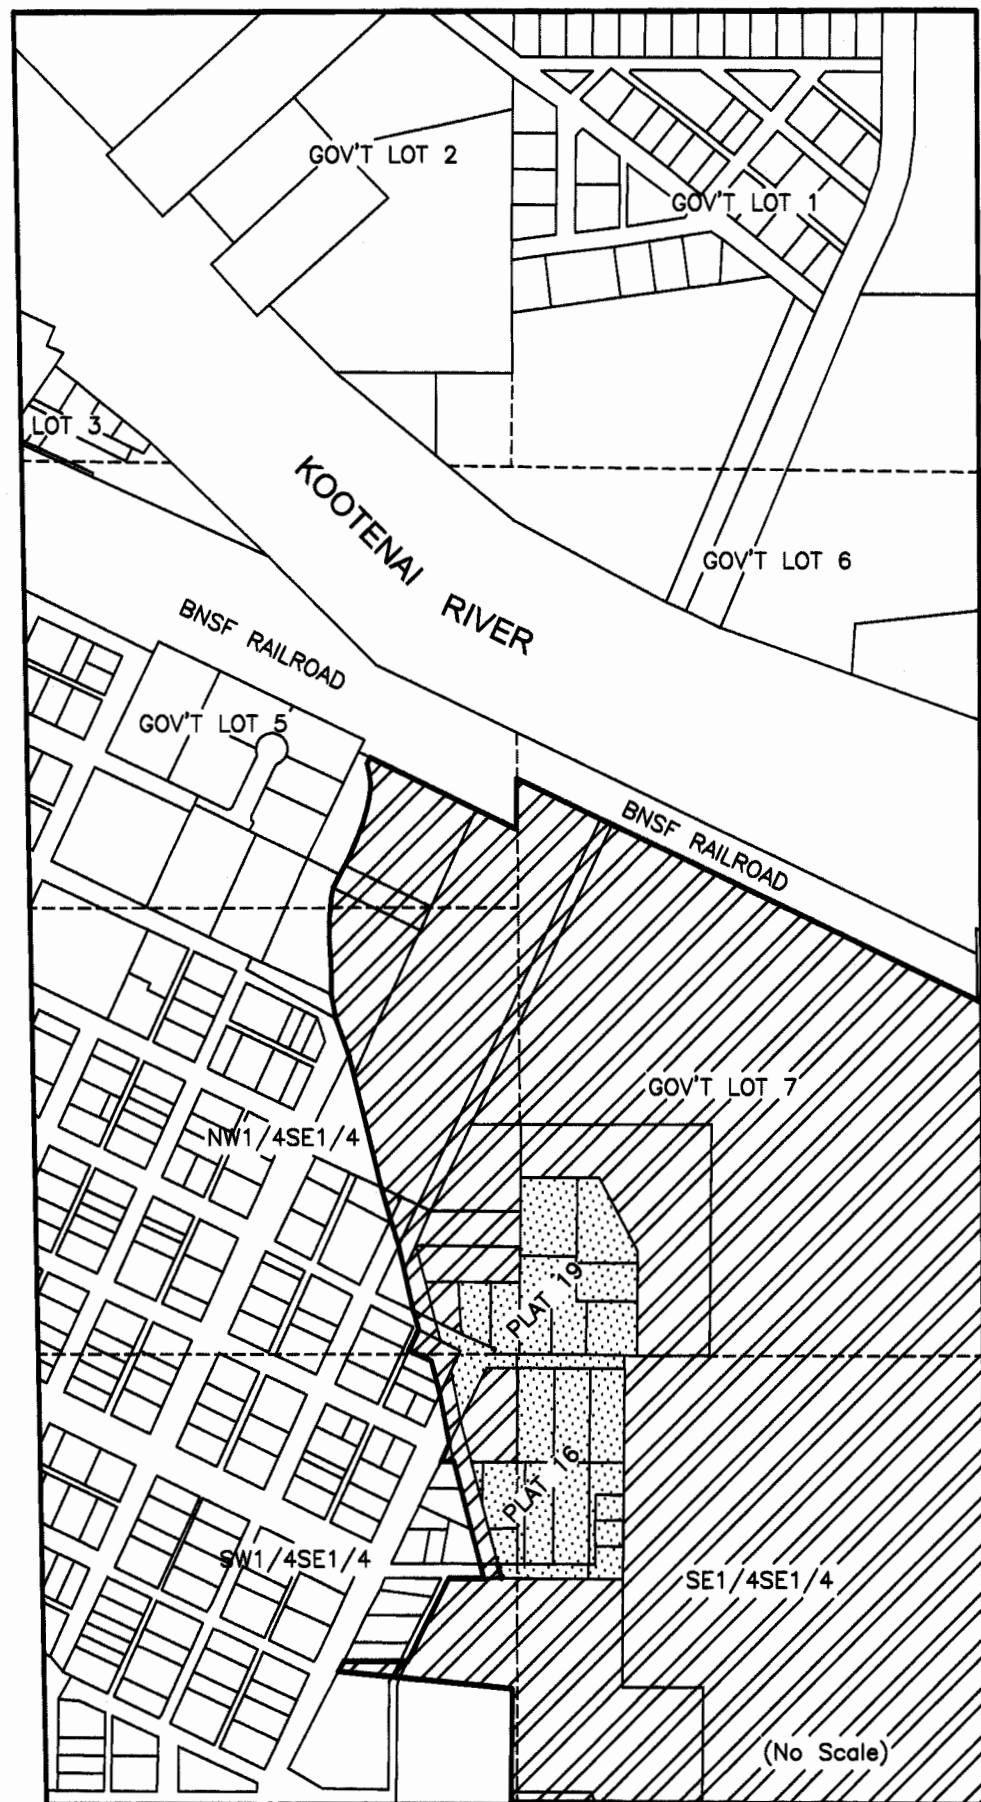 GOV'T LOT 2
GOV'T LOT 1
LOT 3
KOOTENAI RIVER
GOV'T LOT 6
BNSF RAILROAD
GOV'T LOT 5
BNSF RAILROAD
GOV'T LOT 7
NW1/4SE1/4
PLAT 19
PLAT 16
SW1/4SE1/4
SE1/4SE1/4
(No Scale)